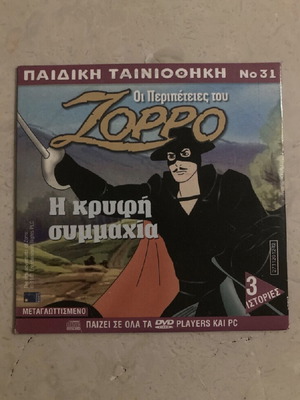 ΠΑΙΔΙΚΗ ΤΑΙΝΙΟΘΗΚΗ Νο 31
Οι Περιπέτειες του
ΖΟΡΡΟ
Η κρυφή
συμμαχία
3
ΙΣΤΟΡΙΕΣ
ΜΕΤΑΓΛΩΤΤΙΣΜΕΝΟ
ΠΑΙΖΕΙ ΣΕ ΟΛΑ ΤΑ DVD PLAYERS ΚΑΙ PC